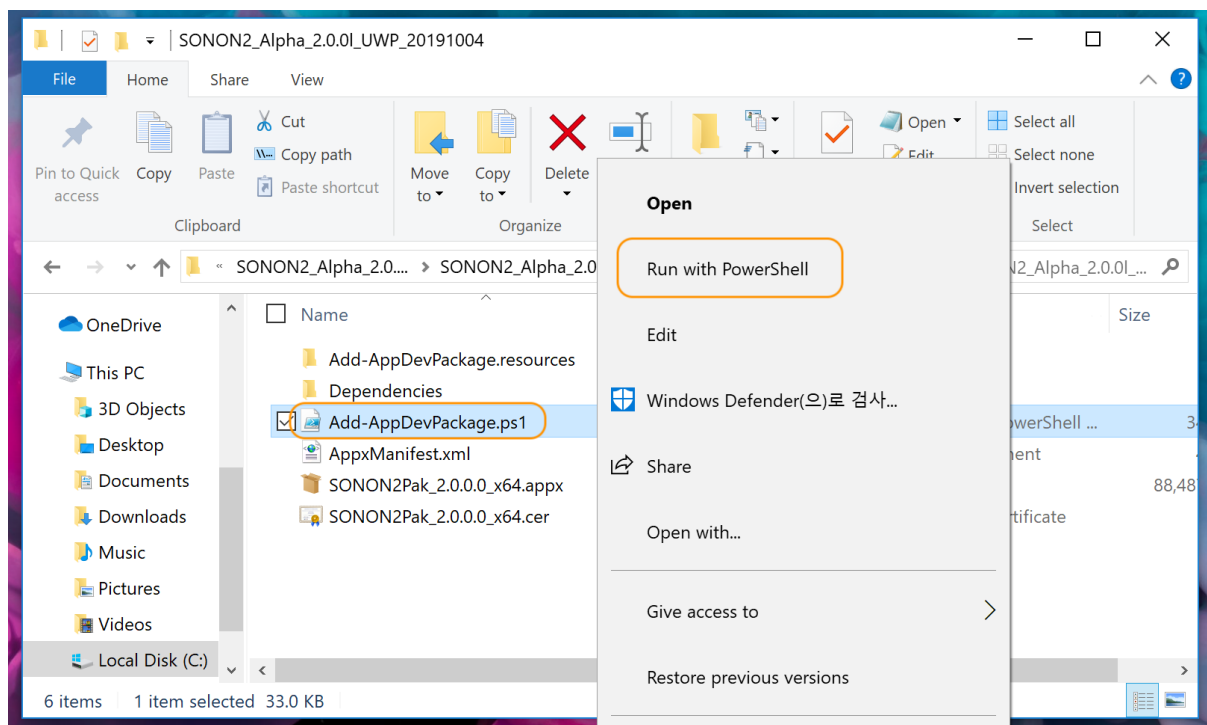 SONON2_Alpha_2.0.0l_UWP_20191004
File Home Share View
Pin to Quick access
Copy
Paste
Cut
Copy path
Paste shortcut
Clipboard
Move to
Copy to
Delete
Organize
Open
Edit
Select all
Select none
Invert selection
Select
« SONON2_Alpha_2.0.... > SONON2_Alpha_2.0
2_Alpha_2.0.0l_...
OneDrive
This PC
3D Objects
Desktop
Documents
Downloads
Music
Pictures
Videos
Local Disk (C:)
Name Size
Add-AppDevPackage.resources
Dependencies
Add-AppDevPackage.ps1
owerShell ...
AppxManifest.xml
SONON2Pak_2.0.0.0_x64.appx 88,48
SONON2Pak_2.0.0.0_x64.cer
Open
Run with PowerShell
Edit
Windows Defender(으)로 검사...
Share
Open with...
Give access to
Restore previous versions
6 items 1 item selected 33.0 KB